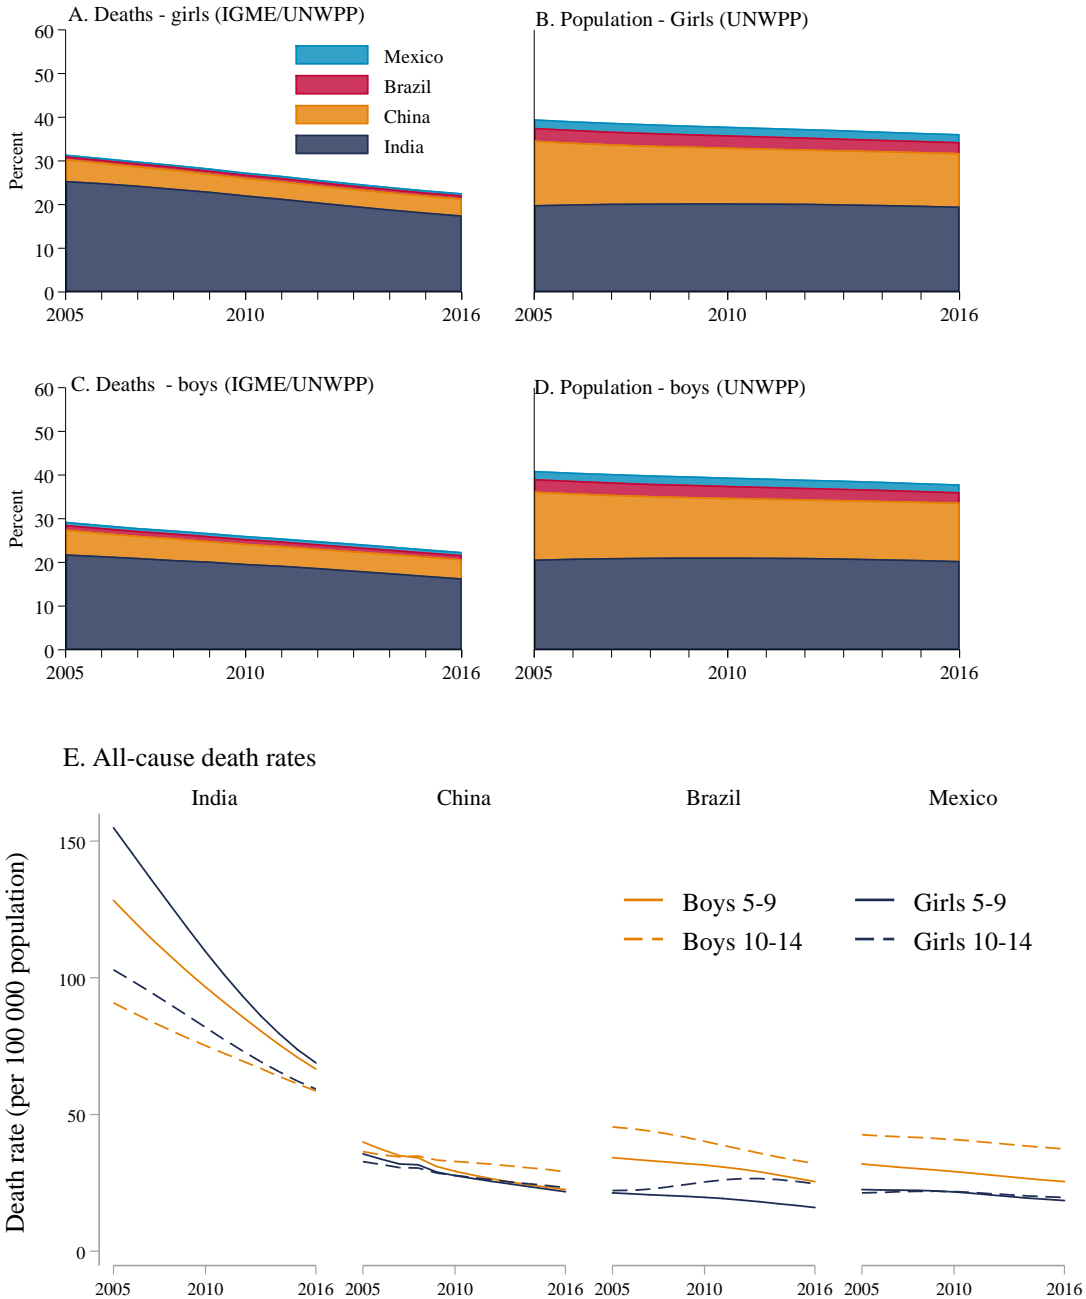 A. Deaths - girls (IGME/UNWPP)
60
50
40
30
20
10
0
Percent
2005
2010
2016
Mexico
Brazil
China
India
B. Population - Girls (UNWPP)
2005
2010
2016
C. Deaths - boys (IGME/UNWPP)
60
50
40
30
20
10
0
Percent
2005
2010
2016
D. Population - boys (UNWPP)
2005
2010
2016
E. All-cause death rates
India China Brazil Mexico
Death rate (per 100 000 population)
150
100
50
0
Boys 5-9 Girls 5-9
Boys 10-14 Girls 10-14
2005 2010 2016 2005 2010 2016 2005 2010 2016 2005 2010 2016